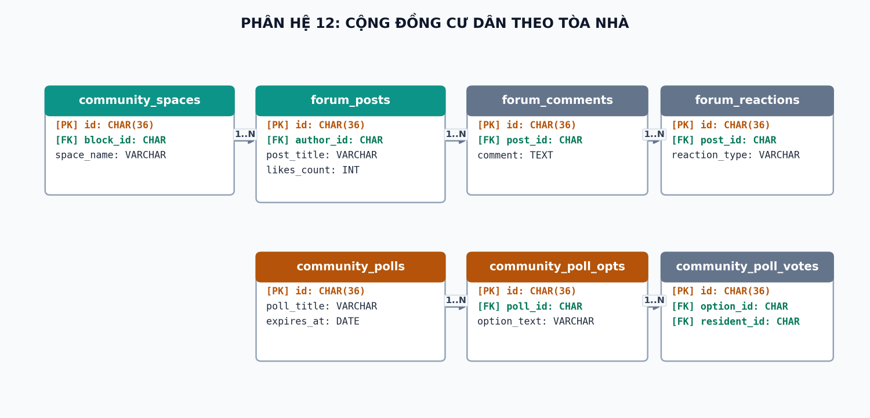 PHÂN HỆ 12: CỘNG ĐỒNG CƯ DÂN THEO TÒA NHÀ
community_spaces
[PK] id: CHAR(36)
[FK] block_id: CHAR
space_name: VARCHAR
1..N
forum_posts
[PK] id: CHAR(36)
[FK] author_id: CHAR
post_title: VARCHAR
likes_count: INT
1..N
forum_comments
[PK] id: CHAR(36)
[FK] post_id: CHAR
comment: TEXT
1..N
forum_reactions
[PK] id: CHAR(36)
[FK] post_id: CHAR
reaction_type: VARCHAR
community_polls
[PK] id: CHAR(36)
poll_title: VARCHAR
expires_at: DATE
1..N
community_poll_opts
[PK] id: CHAR(36)
[FK] poll_id: CHAR
option_text: VARCHAR
1..N
community_poll_votes
[PK] id: CHAR(36)
[FK] option_id: CHAR
[FK] resident_id: CHAR